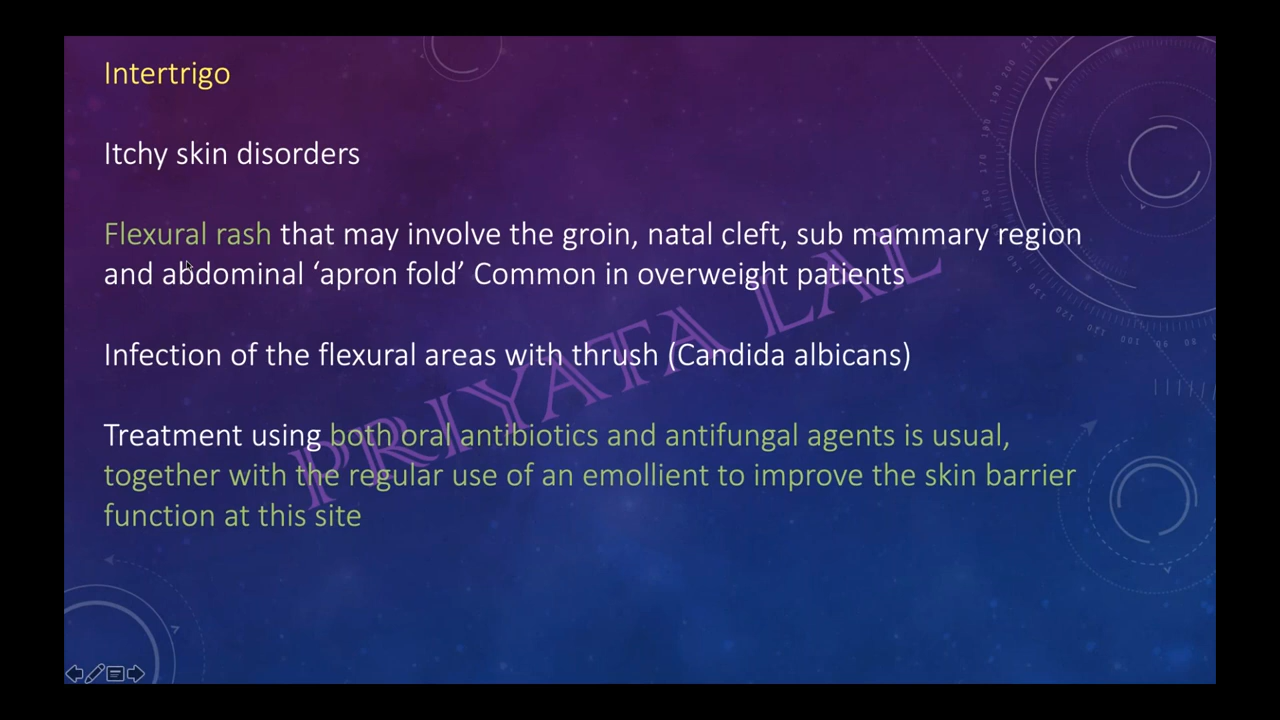 Intertrigo
Itchy skin disorders
Flexural rash that may involve the groin, natal cleft, sub mammary region
and abdominal ‘apron fold’ Common in overweight patients
Infection of the flexural areas with thrush (Candida albicans)
Treatment using both oral antibiotics and antifungal agents is usual,
together with the regular use of an emollient to improve the skin barrier
function at this site
PRIYATA LAL